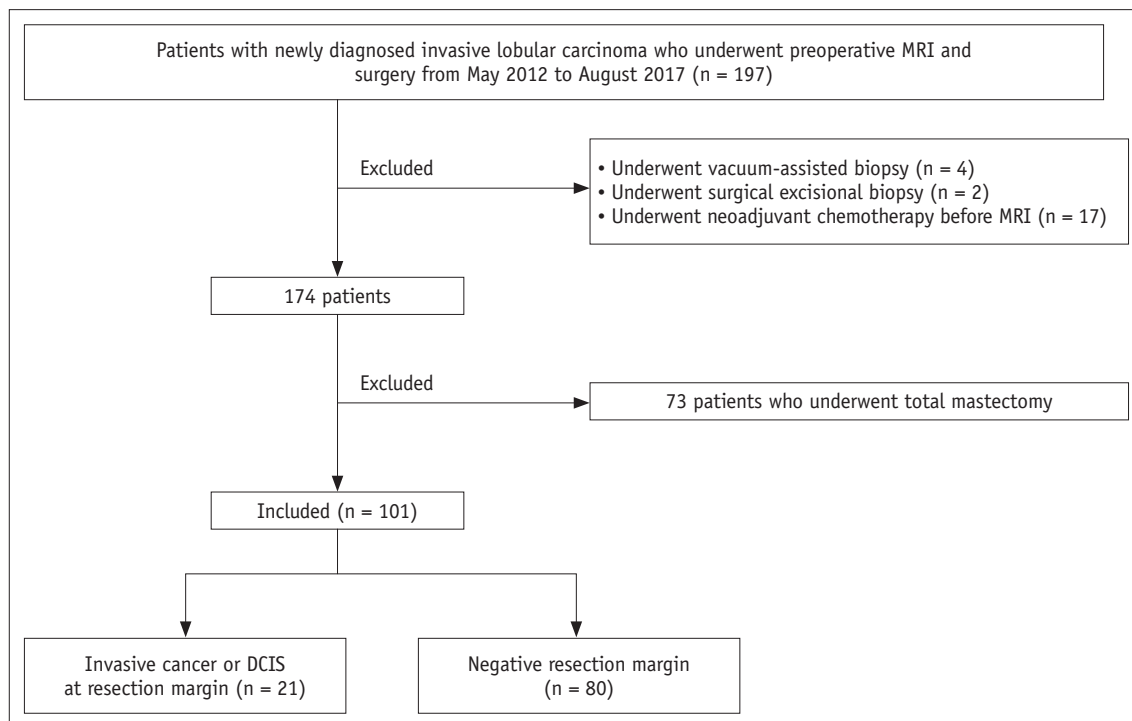 Patients with newly diagnosed invasive lobular carcinoma who underwent preoperative MRI and
surgery from May 2012 to August 2017 (n = 197)
Excluded
• Underwent vacuum-assisted biopsy (n = 4)
• Underwent surgical excisional biopsy (n = 2)
• Underwent neoadjuvant chemotherapy before MRI (n = 17)
174 patients
Excluded
73 patients who underwent total mastectomy
Included (n = 101)
Invasive cancer or DCIS
at resection margin (n = 21)
Negative resection margin
(n = 80)